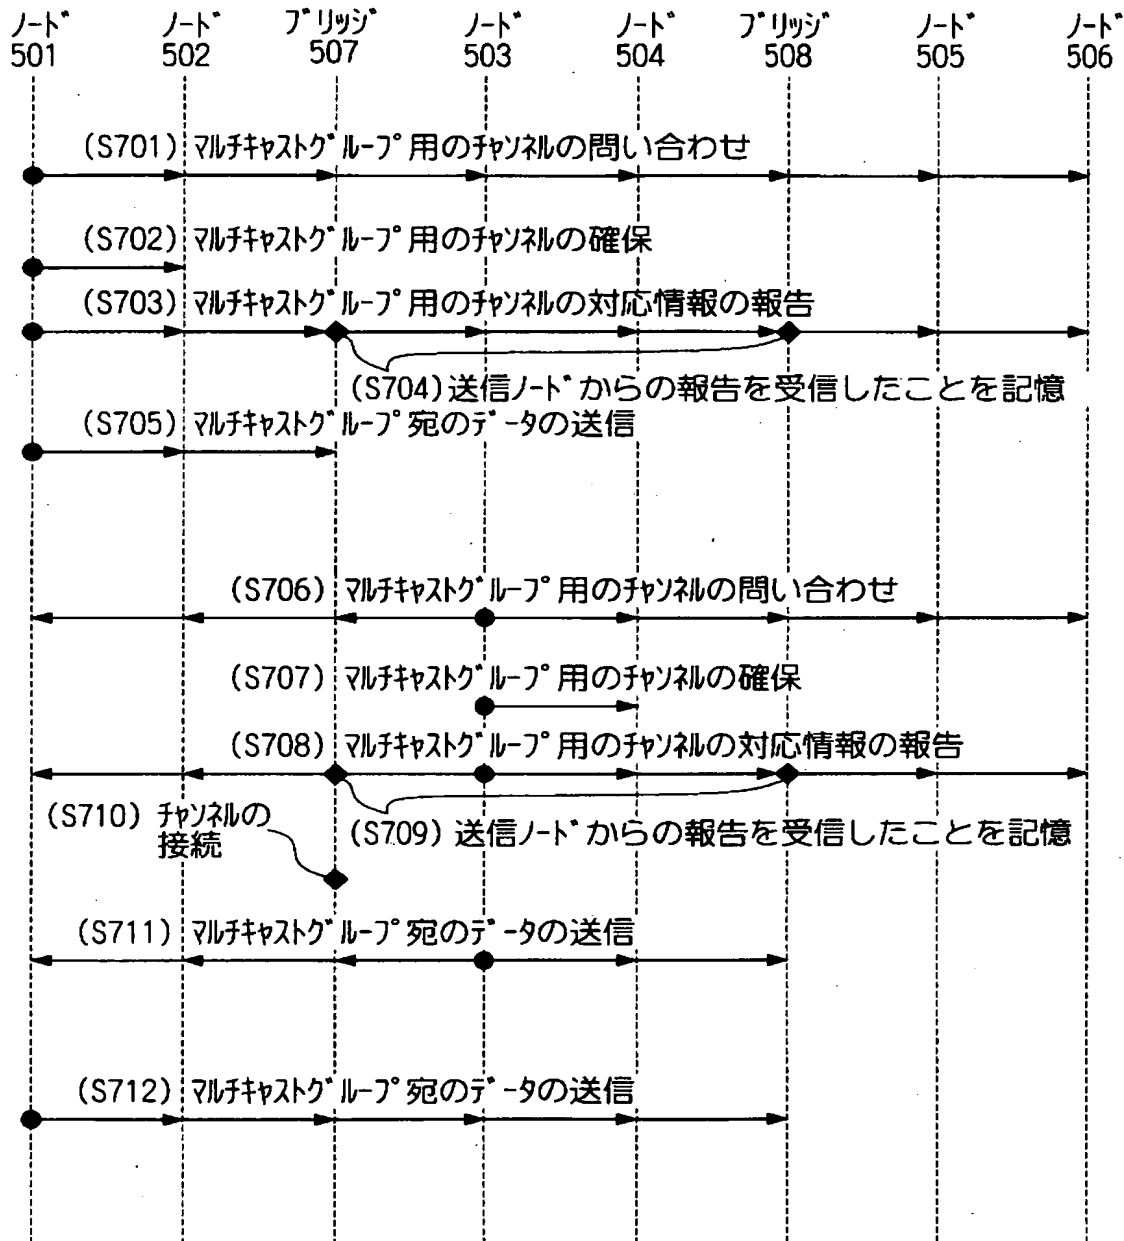 ノード ノード ブリッジ ノード ノード ブリッジ ノード ノード
501 502 507 503 504 508 505 506
(S701) マルチキャストグループ用のチャンネルの問い合わせ
(S702) マルチキャストグループ用のチャンネルの確保
(S703) マルチキャストグループ用のチャンネルの対応情報の報告
(S704) 送信ノードからの報告を受信したことを記憶
(S705) マルチキャストグループ宛のデータの送信
(S706) マルチキャストグループ用のチャンネルの問い合わせ
(S707) マルチキャストグループ用のチャンネルの確保
(S708) マルチキャストグループ用のチャンネルの対応情報の報告
(S710) チャンネルの
接続
(S709) 送信ノードからの報告を受信したことを記憶
(S711) マルチキャストグループ宛のデータの送信
(S712) マルチキャストグループ宛のデータの送信